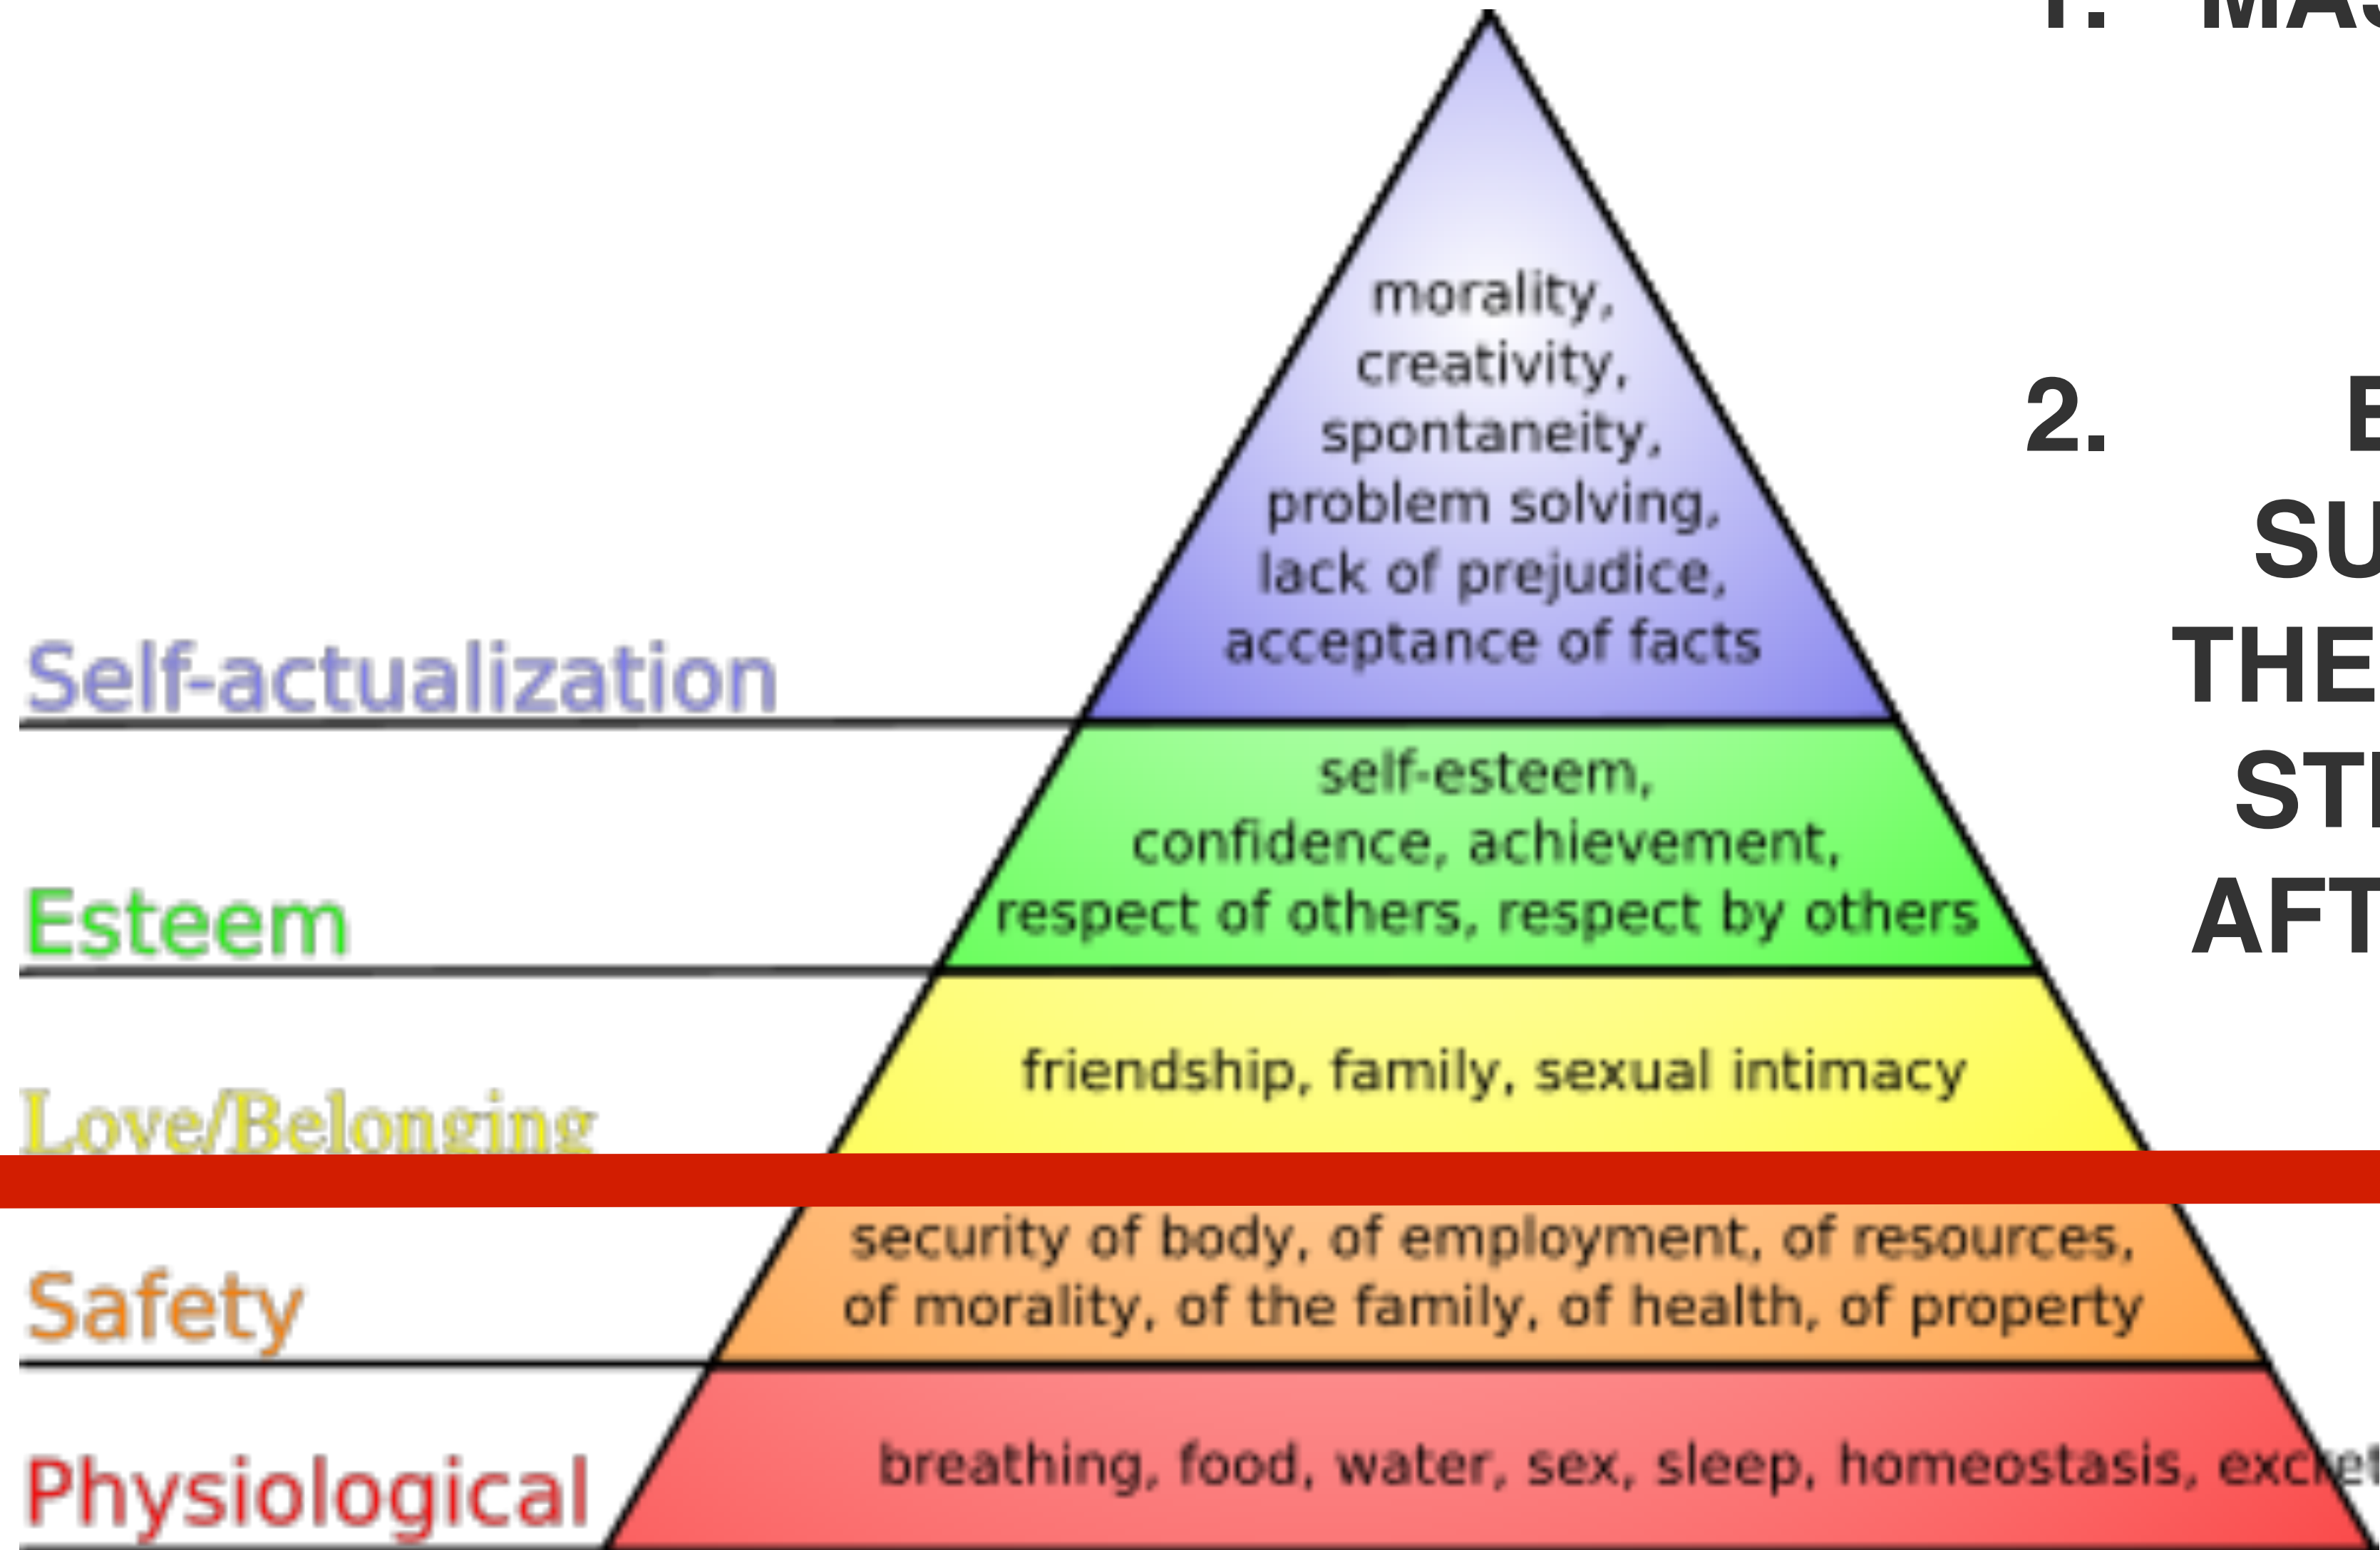 1. MAS
morality,
creativity,
spontaneity,
problem solving,
lack of prejudice,
acceptance of facts
Self-actualization
2. E
SU
THE
STI
AFT
self-esteem,
confidence, achievement,
respect of others, respect by others
Esteem
friendship, family, sexual intimacy
Love/Belonging
security of body, of employment, of resources,
of morality, of the family, of health, of property
Safety
breathing, food, water, sex, sleep, homeostasis, excret
Physiological